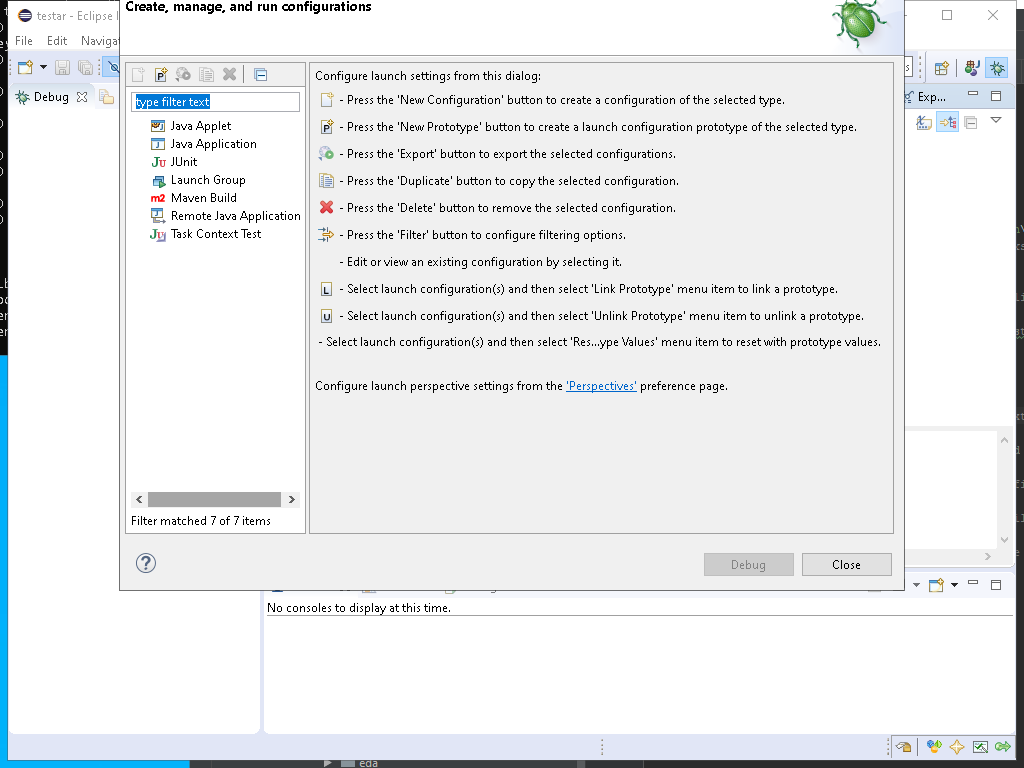 Create, manage, and run configurations
testar - Eclipse I
File Edit Navigat
Debug
type filter text
Java Applet
Java Application
Ju JUnit
Launch Group
m2 Maven Build
Remote Java Application
Ju Task Context Test
Filter matched 7 of 7 items
Configure launch settings from this dialog:
- Press the 'New Configuration' button to create a configuration of the selected type.
P - Press the 'New Prototype' button to create a launch configuration prototype of the selected type.
- Press the 'Export' button to export the selected configurations.
- Press the 'Duplicate' button to copy the selected configuration.
- Press the 'Delete' button to remove the selected configuration.
- Press the 'Filter' button to configure filtering options.
- Edit or view an existing configuration by selecting it.
L - Select launch configuration(s) and then select 'Link Prototype' menu item to link a prototype.
U - Select launch configuration(s) and then select 'Unlink Prototype' menu item to unlink a prototype.
- Select launch configuration(s) and then select 'Res...ype Values' menu item to reset with prototype values.
Configure launch perspective settings from the 'Perspectives' preference page.
Debug Close
Exp...
No consoles to display at this time.
eda